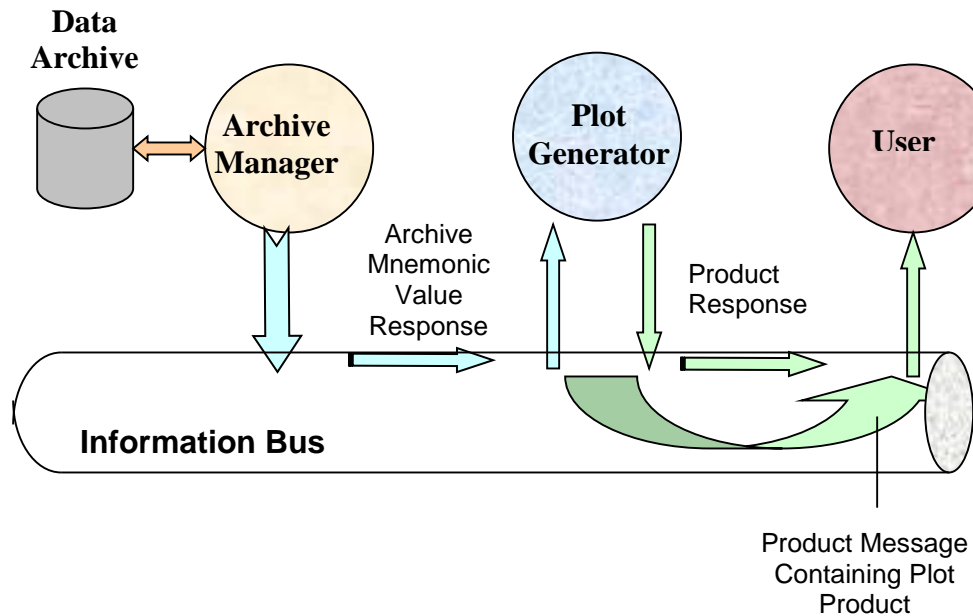 Data
Archive
Archive
Manager
Plot
Generator
User
Archive
Mnemonic
Value
Response
Product
Response
Information Bus
Product Message
Containing Plot
Product